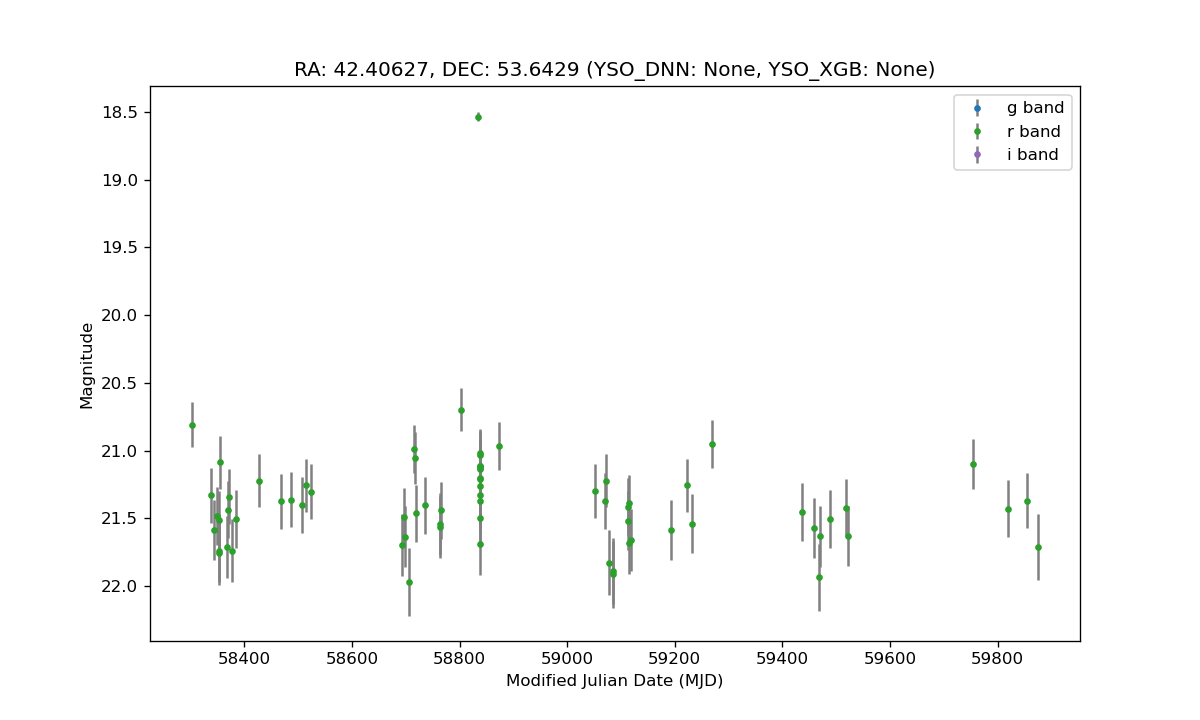 RA: 42.40627, DEC: 53.6429 (YSO_DNN: None, YSO_XGB: None)
g band
r band
i band
Magnitude
18.5
19.0
19.5
20.0
20.5
21.0
21.5
22.0
58400 58600 58800 59000 59200 59400 59600 59800
Modified Julian Date (MJD)